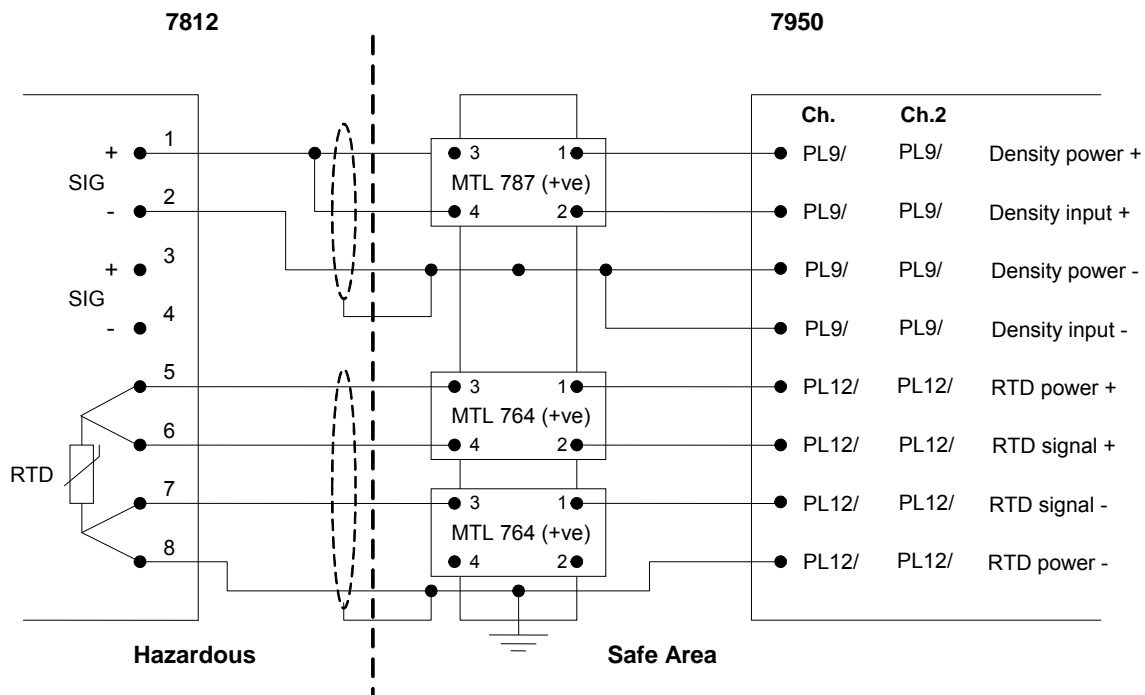 7812 7950
Ch. Ch.2
1 3 1 PL9/ PL9/ Density power +
+
SIG MTL 787 (+ve)
2 4 2 PL9/ PL9/ Density input +
-
3 PL9/ PL9/ Density power -
+
SIG
4 PL9/ PL9/ Density input -
-
5 3 1 PL12/ PL12/ RTD power +
MTL 764 (+ve)
6 4 2 PL12/ PL12/ RTD signal +
RTD
7 3 1 PL12/ PL12/ RTD signal -
MTL 764 (+ve)
8 4 2 PL12/ PL12/ RTD power -
Hazardous Safe Area